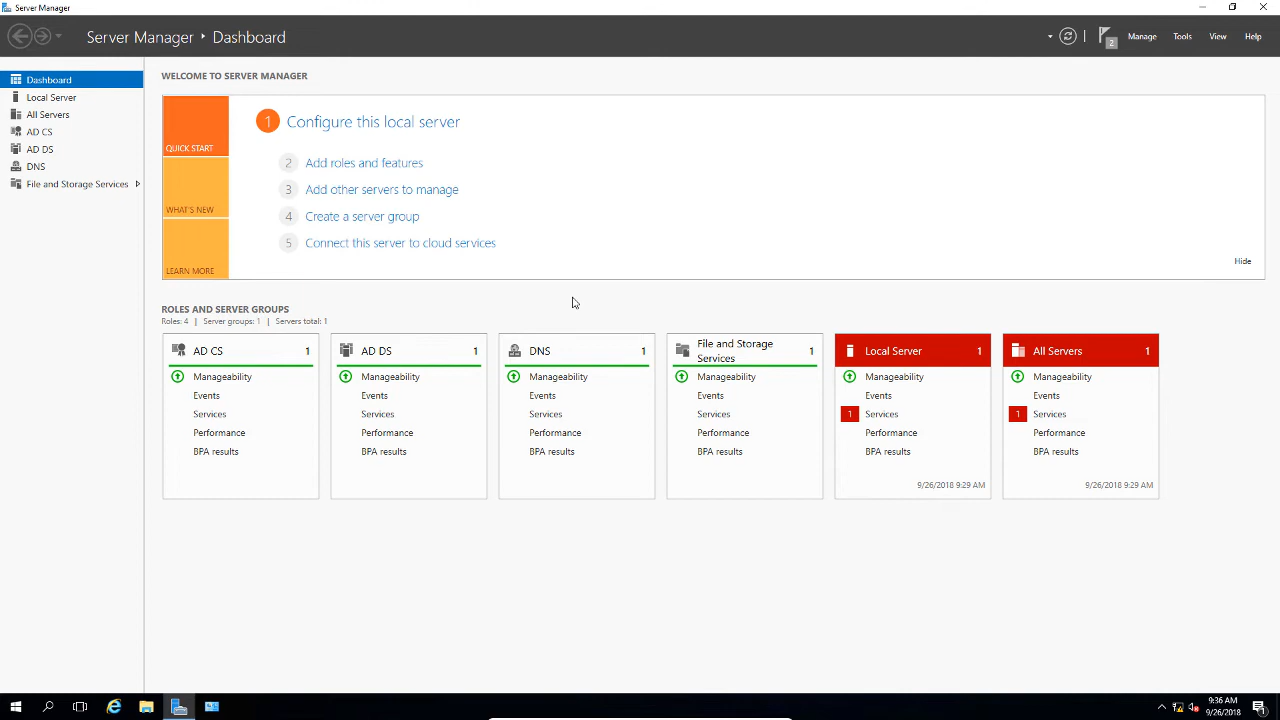 Server Manager
Server Manager ‣ Dashboard
2
Manage
Tools
View
Help
Dashboard
Local Server
All Servers
AD CS
AD DS
DNS
File and Storage Services
WELCOME TO SERVER MANAGER
QUICK START
WHAT'S NEW
LEARN MORE
1 Configure this local server
2 Add roles and features
3 Add other servers to manage
4 Create a server group
5 Connect this server to cloud services
Hide
ROLES AND SERVER GROUPS
Roles: 4 | Server groups: 1 | Servers total: 1
AD CS 1
Manageability
Events
Services
Performance
BPA results
AD DS 1
Manageability
Events
Services
Performance
BPA results
DNS 1
Manageability
Events
Services
Performance
BPA results
File and Storage
Services 1
Manageability
Events
Services
Performance
BPA results
Local Server 1
Manageability
Events
1 Services
Performance
BPA results
9/26/2018 9:29 AM
All Servers 1
Manageability
Events
1 Services
Performance
BPA results
9/26/2018 9:29 AM
9:36 AM
9/26/2018
1